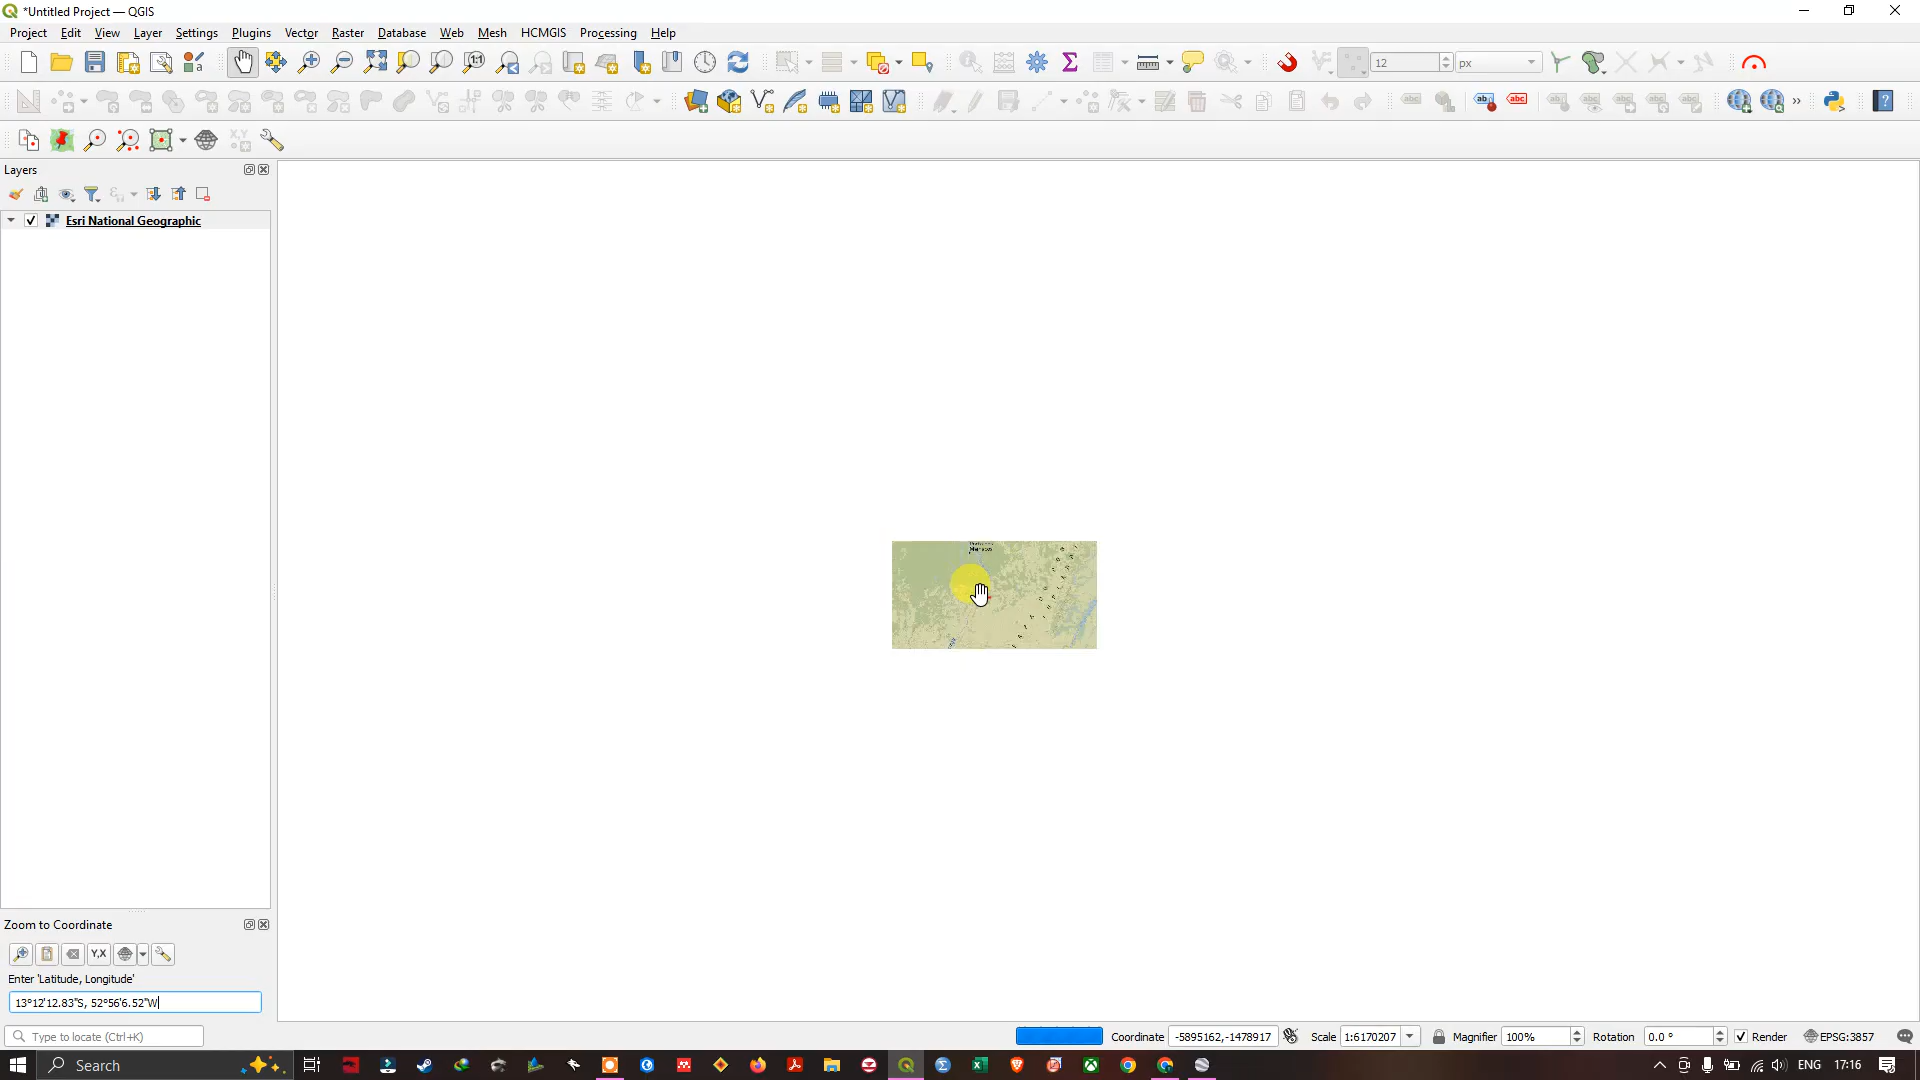 *Untitled Project — QGIS
Project Edit View Layer Settings Plugins Vector Raster Database Web Mesh HCMGIS Processing Help
12 px
Layers
Esri National Geographic
Zoom to Coordinate
Y,X
Enter 'Latitude, Longitude'
13°12'12.83"S, 52°56'6.52"W
Type to locate (Ctrl+K)
Coordinate -5895162,-1478917 Scale 1:6170207 Magnifier 100% Rotation 0.0 ° Render EPSG:3857
Search
ENG 17:16